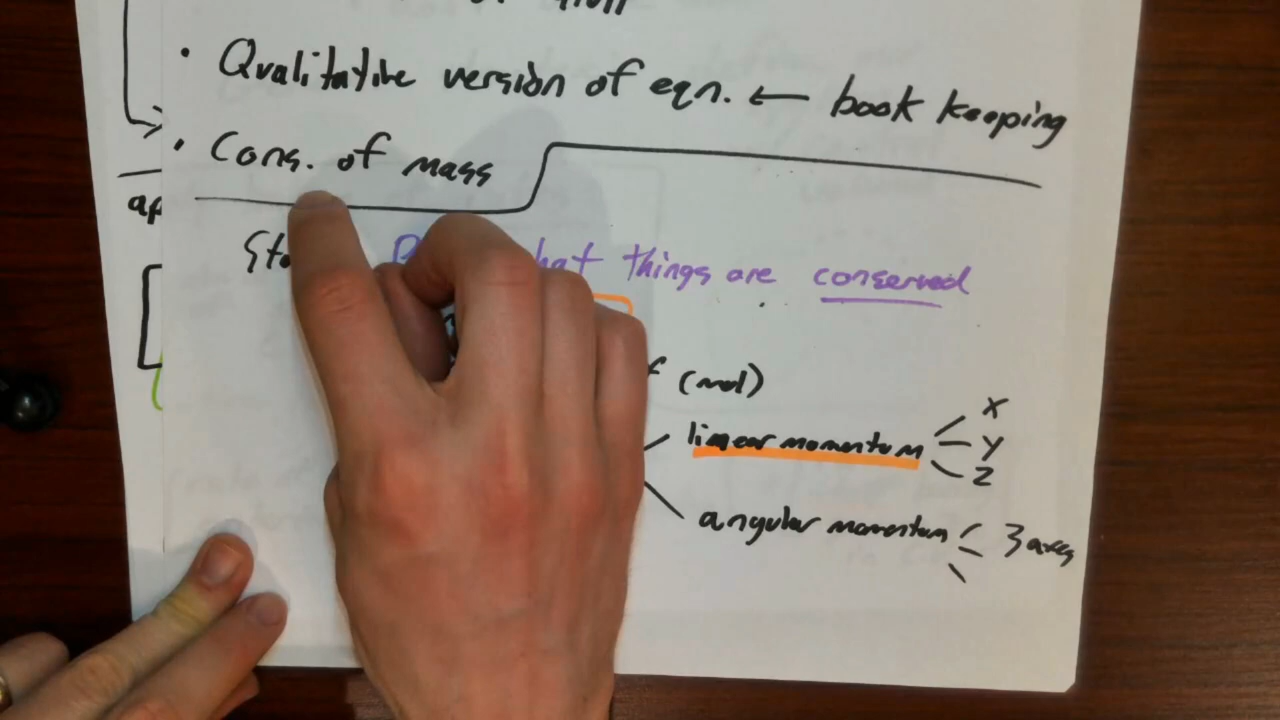 • Qualitative version of eqn. ← book keeping
• Cons. of mass
things are conserved
(mol)
linear momentum x
y
z
angular momentum 3 axes